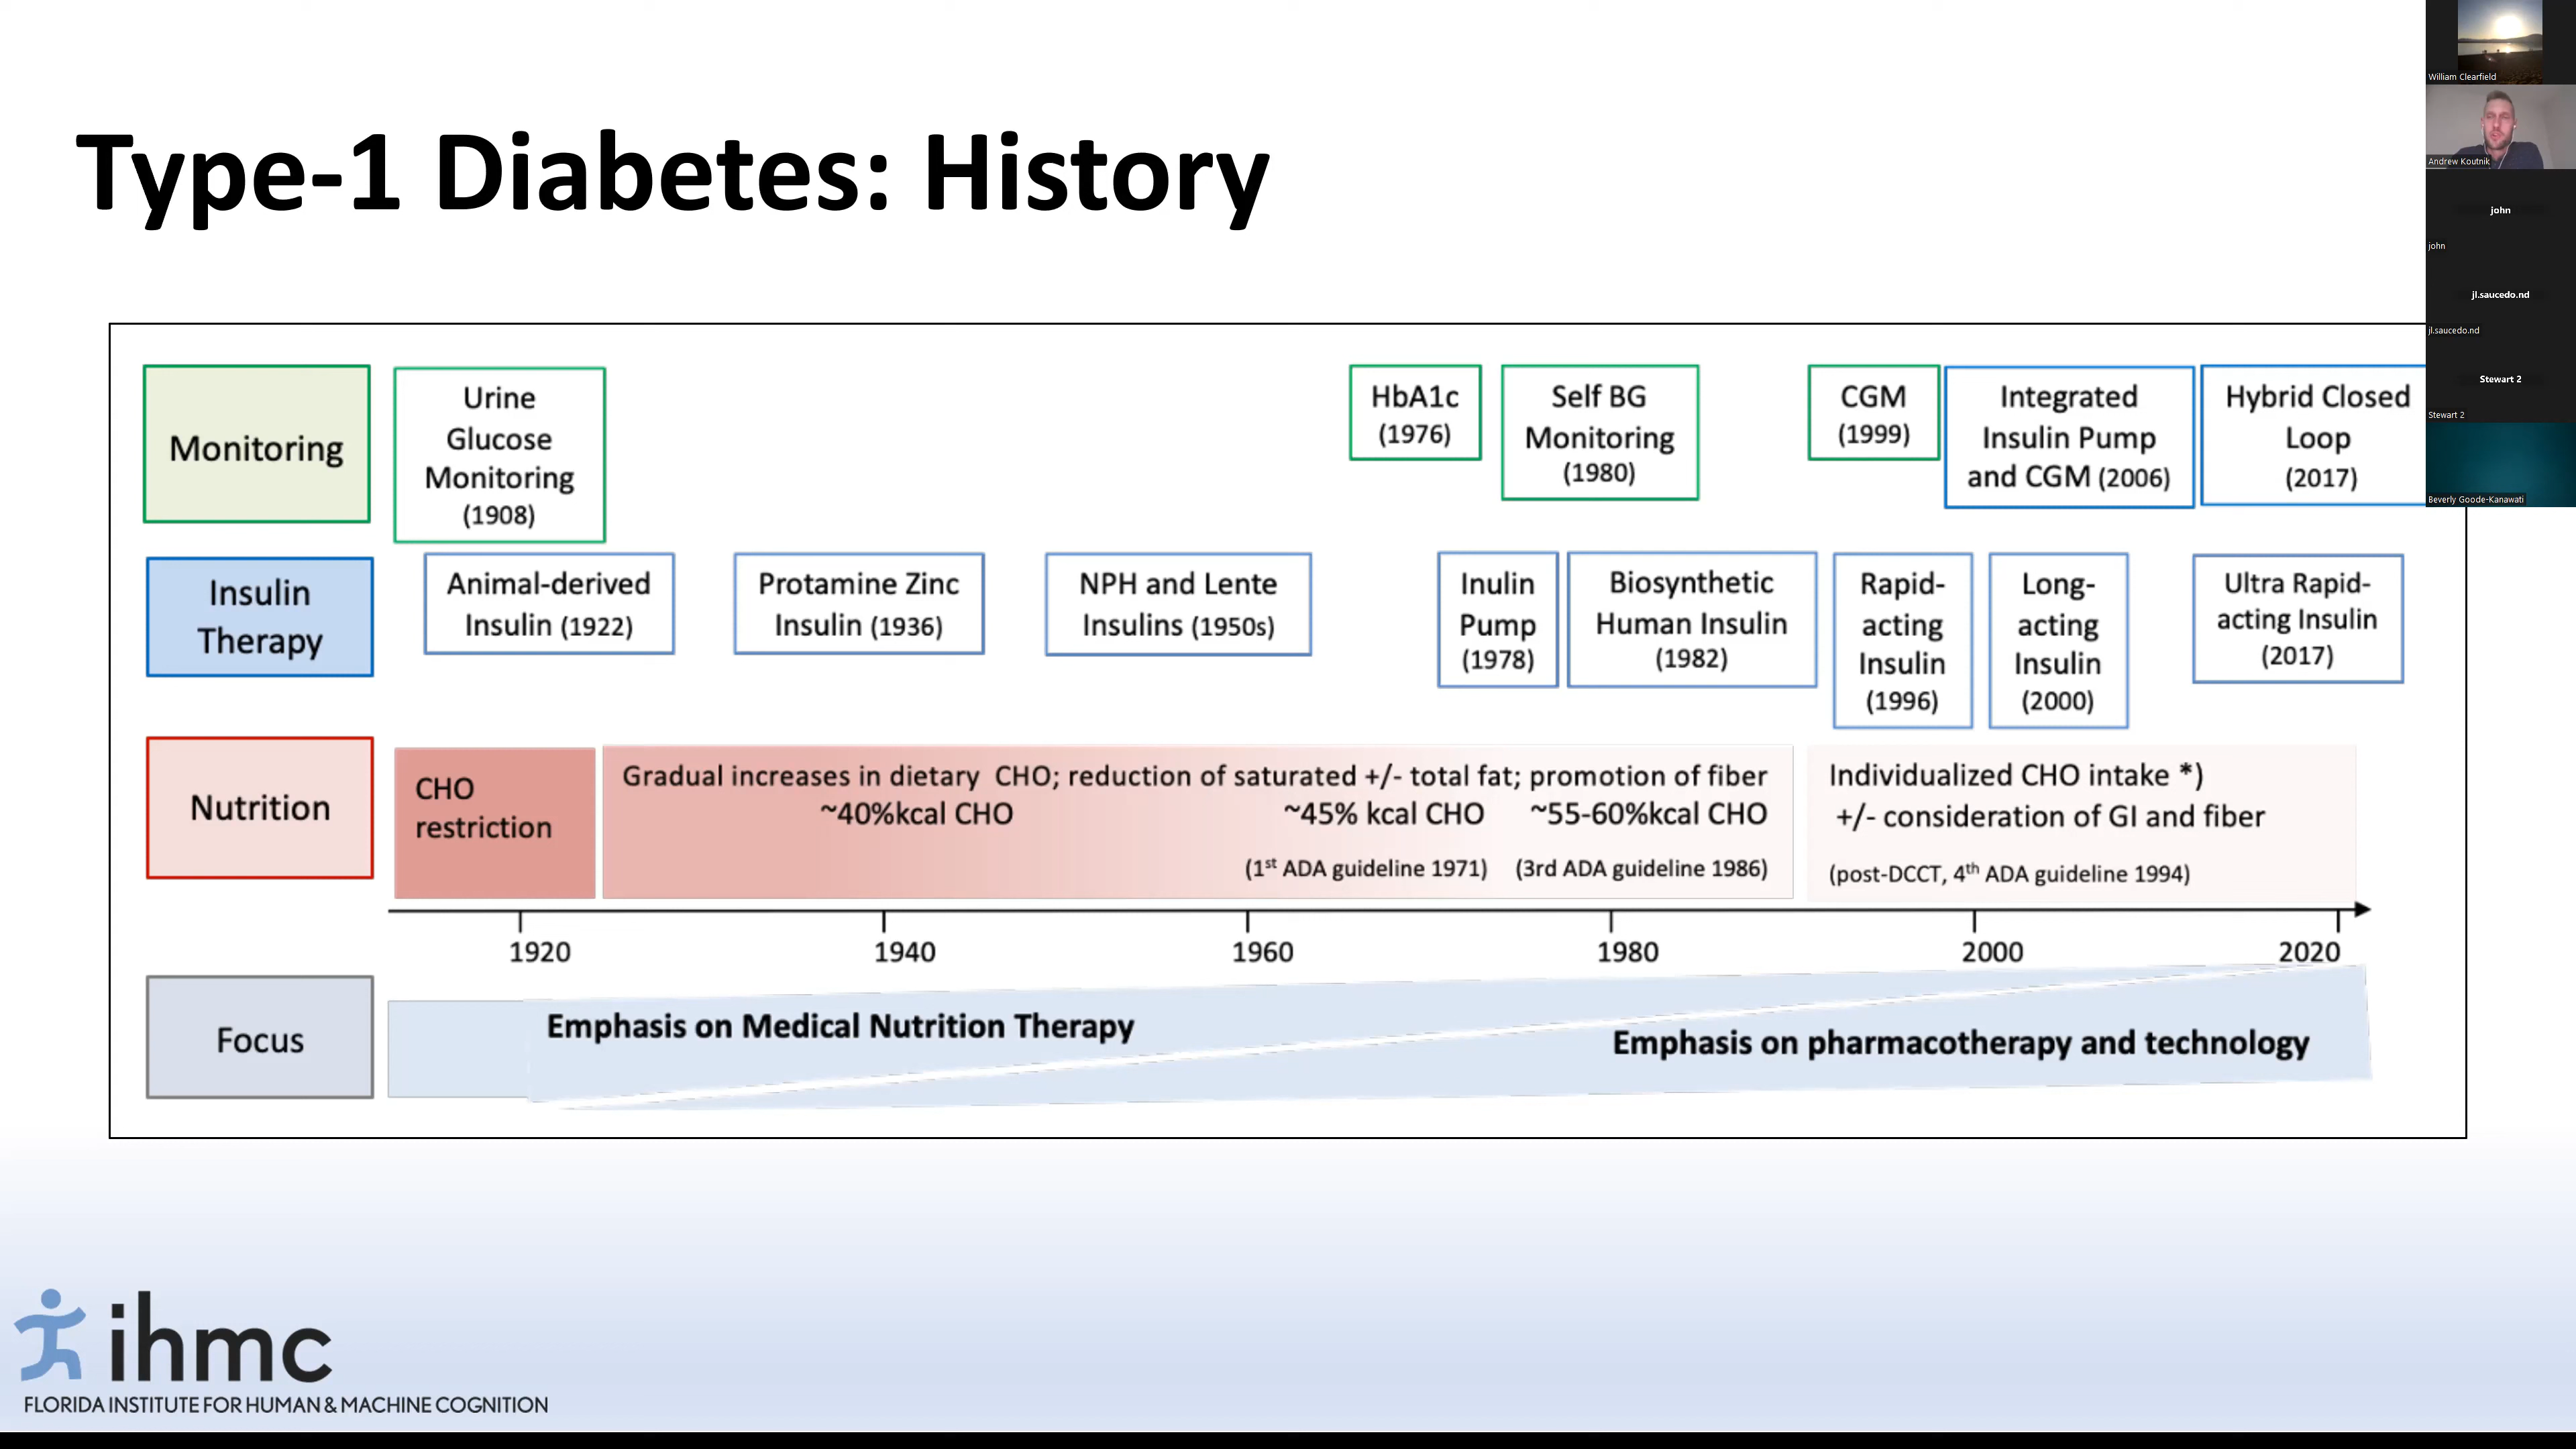 Type-1 Diabetes: History
Monitoring
Urine
Glucose
Monitoring
(1908)
HbA1c
(1976)
Self BG
Monitoring
(1980)
CGM
(1999)
Integrated
Insulin Pump
and CGM (2006)
Hybrid Closed
Loop
(2017)
Insulin
Therapy
Animal-derived
Insulin (1922)
Protamine Zinc
Insulin (1936)
NPH and Lente
Insulins (1950s)
Inulin
Pump
(1978)
Biosynthetic
Human Insulin
(1982)
Rapid-
acting
Insulin
(1996)
Long-
acting
Insulin
(2000)
Ultra Rapid-
acting Insulin
(2017)
Nutrition
CHO
restriction
Gradual increases in dietary CHO; reduction of saturated +/- total fat; promotion of fiber
~40%kcal CHO ~45% kcal CHO ~55-60%kcal CHO
(1st ADA guideline 1971) (3rd ADA guideline 1986)
Individualized CHO intake *)
+/- consideration of GI and fiber
(post-DCCT, 4th ADA guideline 1994)
1920 1940 1960 1980 2000 2020
Focus
Emphasis on Medical Nutrition Therapy
Emphasis on pharmacotherapy and technology
ihmc
FLORIDA INSTITUTE FOR HUMAN & MACHINE COGNITION
William Clearfield
Andrew Koutnik
john
john
jl.saucedo.nd
jl.saucedo.nd
Stewart 2
Stewart 2
Beverly Goode-Kanawati